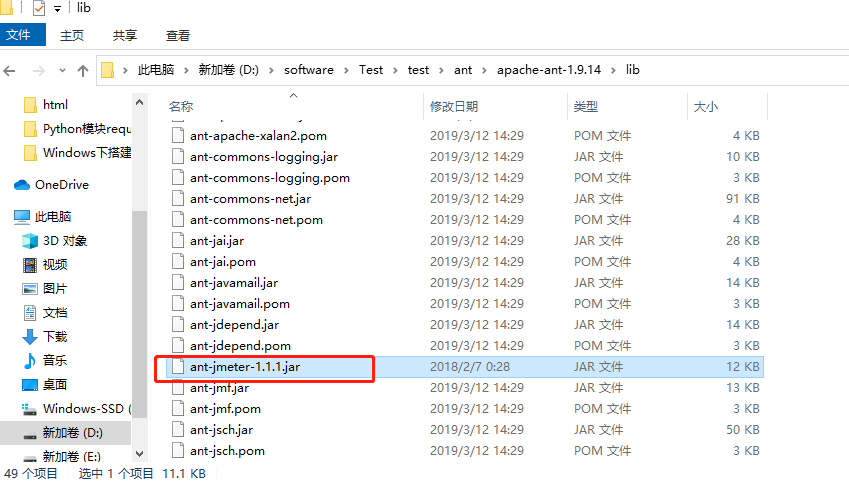 lib
文件 主页 共享 查看
此电脑 新加卷 (D:) software Test test ant apache-ant-1.9.14 lib
名称 修改日期 类型 大小
html
Python模块requ
Windows下搭建
OneDrive
此电脑
3D 对象
视频
图片
文档
下载
音乐
桌面
Windows-SSD (
新加卷 (D:)
新加卷 (E:)
ant-apache-xalan2.pom 2019/3/12 14:29 POM 文件 4 KB
ant-commons-logging.jar 2019/3/12 14:29 JAR 文件 10 KB
ant-commons-logging.pom 2019/3/12 14:29 POM 文件 3 KB
ant-commons-net.jar 2019/3/12 14:29 JAR 文件 91 KB
ant-commons-net.pom 2019/3/12 14:29 POM 文件 4 KB
ant-jai.jar 2019/3/12 14:29 JAR 文件 28 KB
ant-jai.pom 2019/3/12 14:29 POM 文件 4 KB
ant-javamail.jar 2019/3/12 14:29 JAR 文件 14 KB
ant-javamail.pom 2019/3/12 14:29 POM 文件 3 KB
ant-jdepend.jar 2019/3/12 14:29 JAR 文件 14 KB
ant-jdepend.pom 2019/3/12 14:29 POM 文件 3 KB
ant-jmeter-1.1.1.jar 2018/2/7 0:28 JAR 文件 12 KB
ant-jmf.jar 2019/3/12 14:29 JAR 文件 13 KB
ant-jmf.pom 2019/3/12 14:29 POM 文件 3 KB
ant-jsch.jar 2019/3/12 14:29 JAR 文件 50 KB
ant-jsch.pom 2019/3/12 14:29 POM 文件 3 KB
49 个项目 选中 1 个项目 11.1 KB